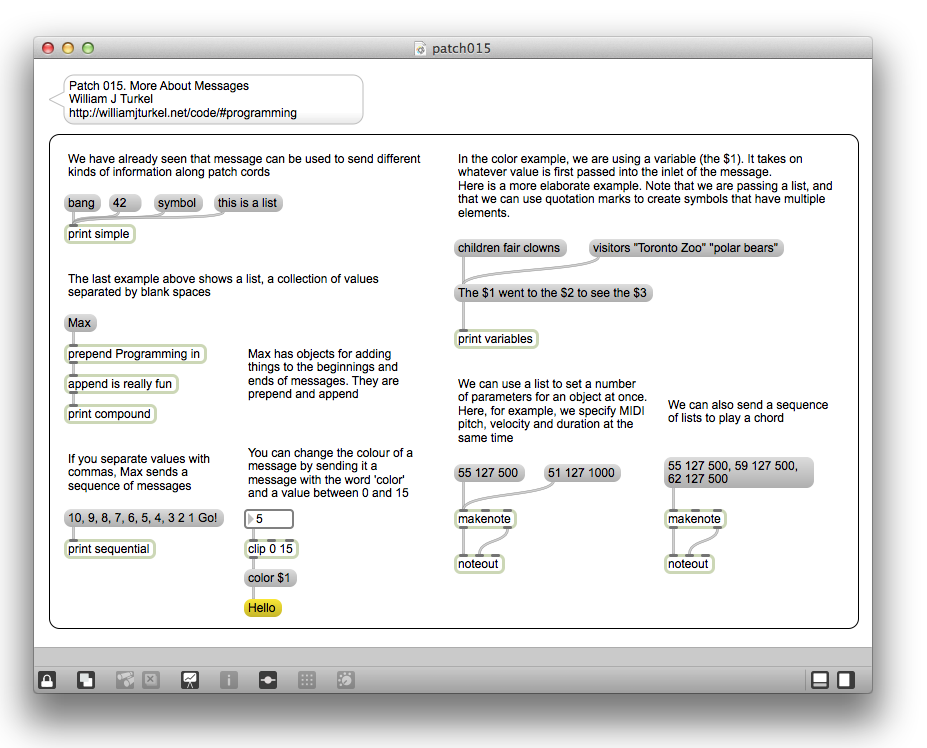 patch015
Patch 015. More About Messages
William J Turkel
http://williamjturkel.net/code/#programming
We have already seen that message can be used to send different
kinds of information along patch cords
bang
42
symbol
this is a list
print simple
The last example above shows a list, a collection of values
separated by blank spaces
Max
prepend Programming in
append is really fun
print compound
Max has objects for adding
things to the beginnings and
ends of messages. They are
prepend and append
If you separate values with
commas, Max sends a
sequence of messages
10, 9, 8, 7, 6, 5, 4, 3 2 1 Go!
print sequential
You can change the colour of a
message by sending it a
message with the word 'color'
and a value between 0 and 15
5
clip 0 15
color $1
Hello
In the color example, we are using a variable (the $1). It takes on
whatever value is first passed into the inlet of the message.
Here is a more elaborate example. Note that we are passing a list, and
that we can use quotation marks to create symbols that have multiple
elements.
children fair clowns
visitors "Toronto Zoo" "polar bears"
The $1 went to the $2 to see the $3
print variables
We can use a list to set a number
of parameters for an object at once.
Here, for example, we specify MIDI
pitch, velocity and duration at the
same time
55 127 500
51 127 1000
makenote
noteout
We can also send a sequence
of lists to play a chord
55 127 500, 59 127 500,
62 127 500
makenote
noteout